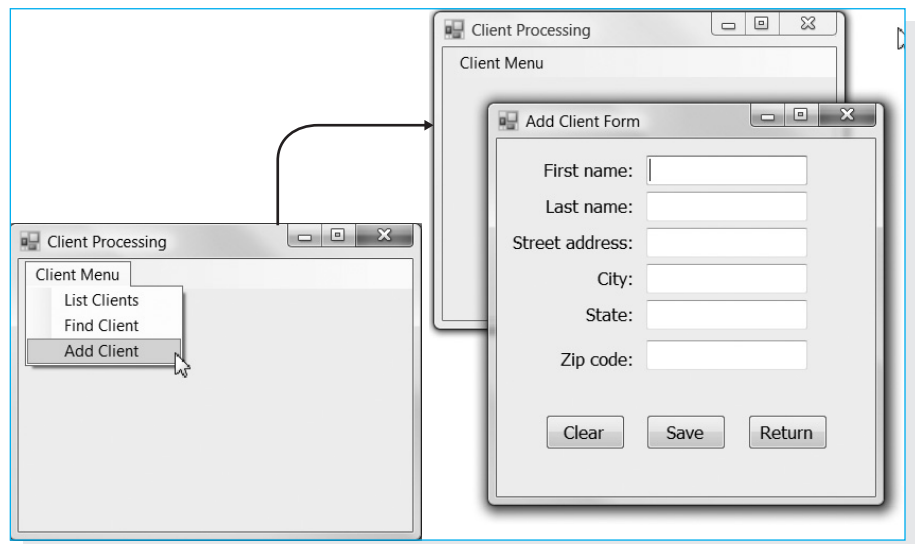 Client Processing
Client Menu
Add Client Form
First name:
Last name:
Street address:
City:
State:
Zip code:
Clear Save Return
Client Processing
Client Menu
List Clients
Find Client
Add Client